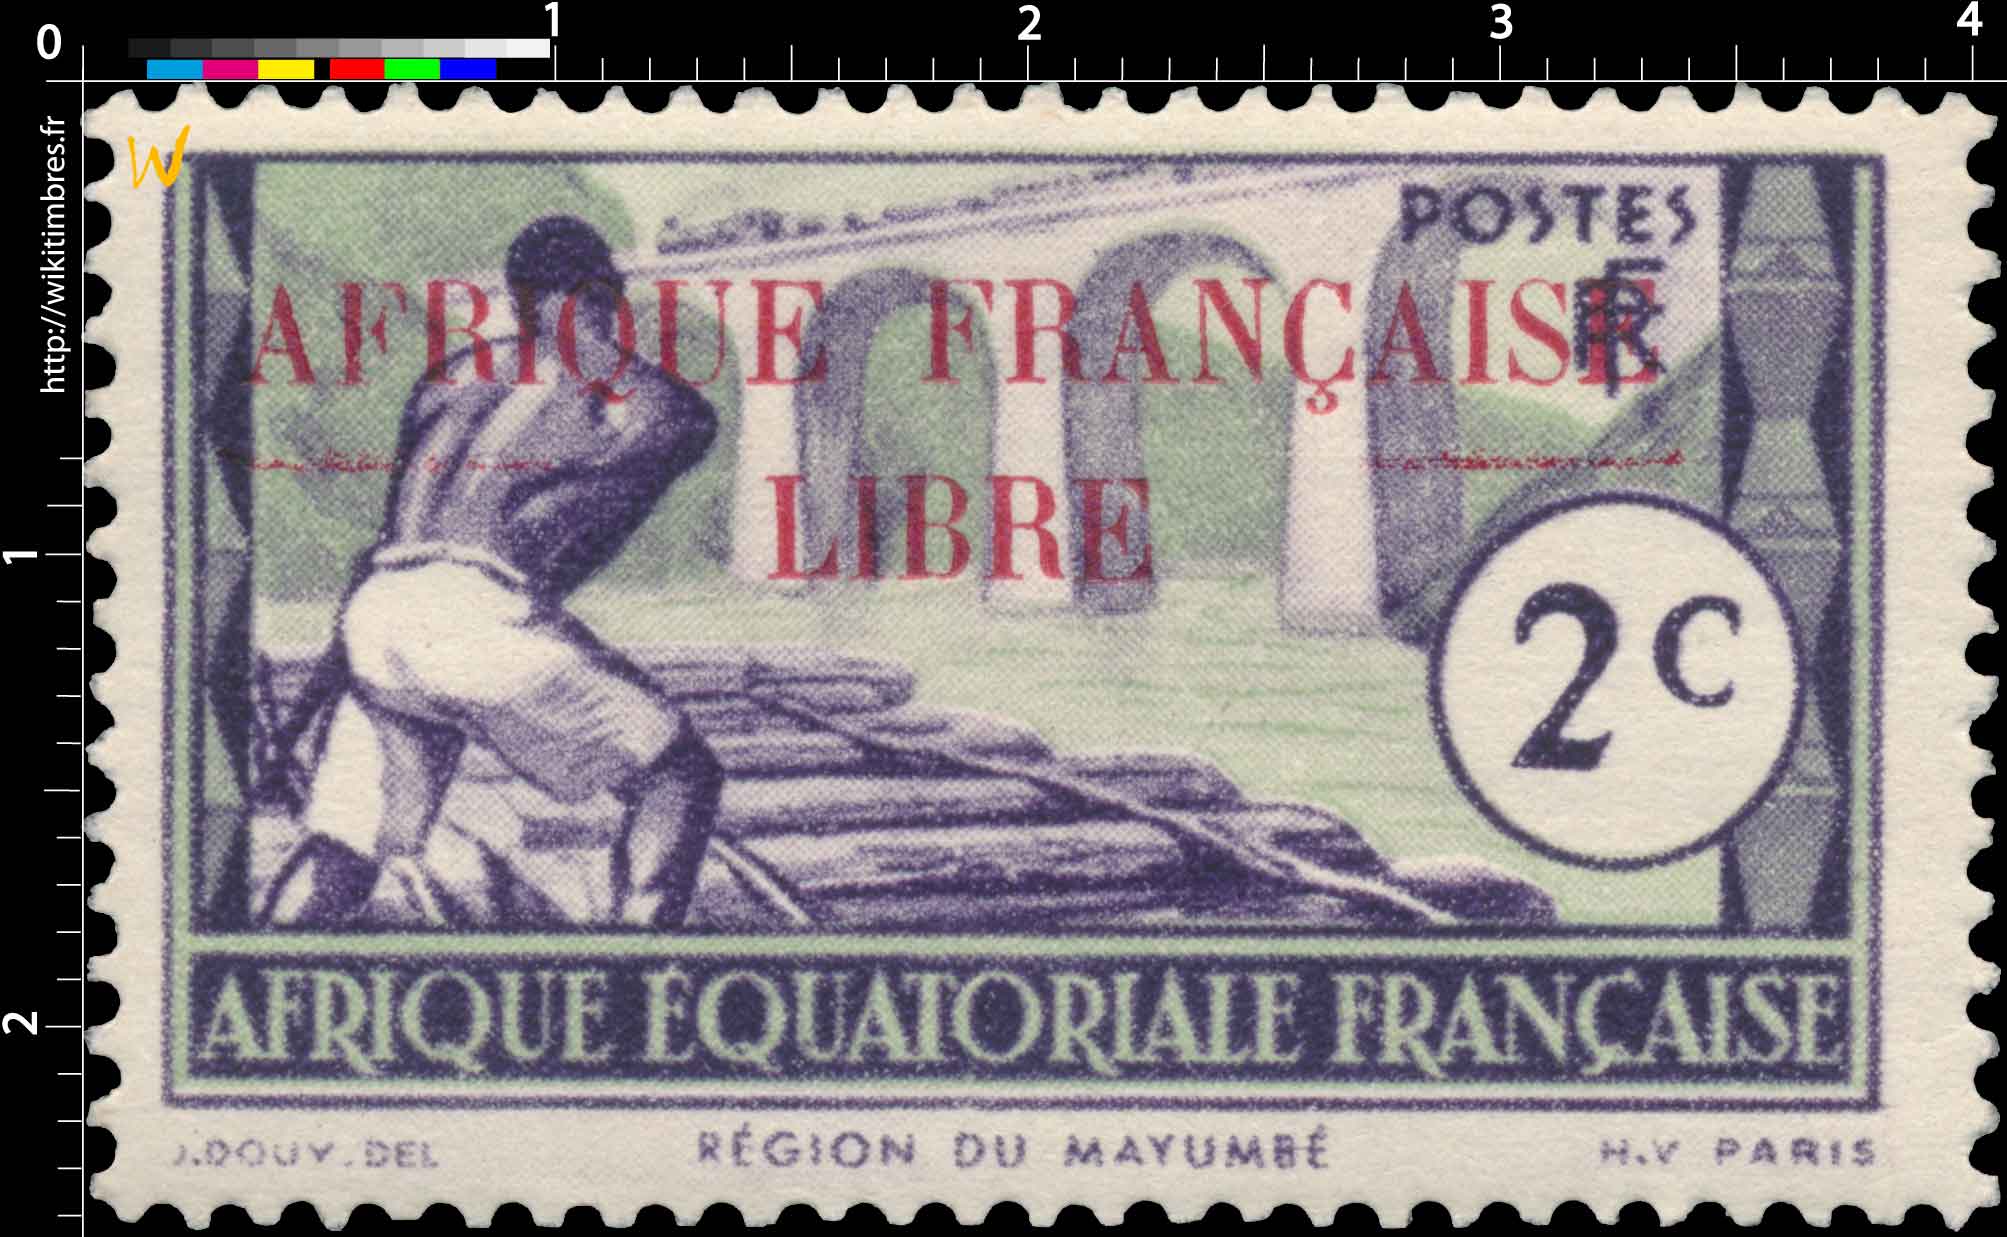 0 1 2 3 4
http://wikitimbres.fr
W
POSTES
RF
AFRIQUE FRANÇAISE
LIBRE
1
2c
2
AFRIQUE ÉQUATORIALE FRANÇAISE
J.DOUY.DEL RÉGION DU MAYUMBÉ H.V PARIS